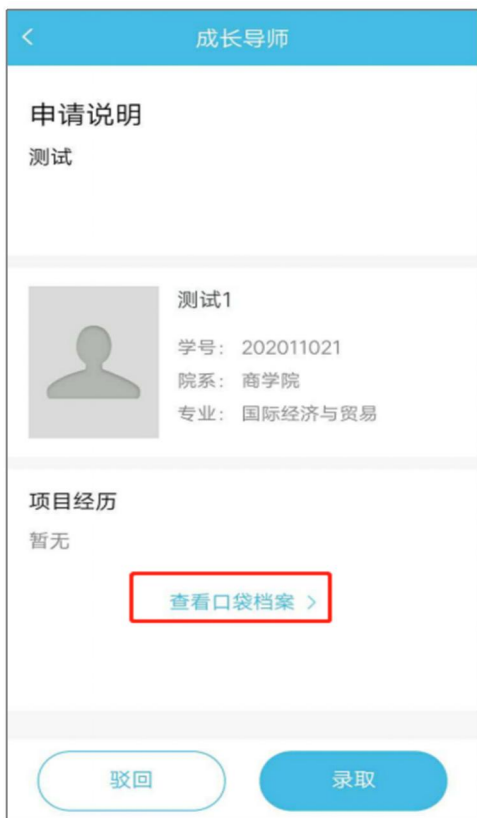 成长导师
申请说明
测试
测试1
学号： 202011021
院系： 商学院
专业： 国际经济与贸易
项目经历
暂无
查看口袋档案
驳回
录取